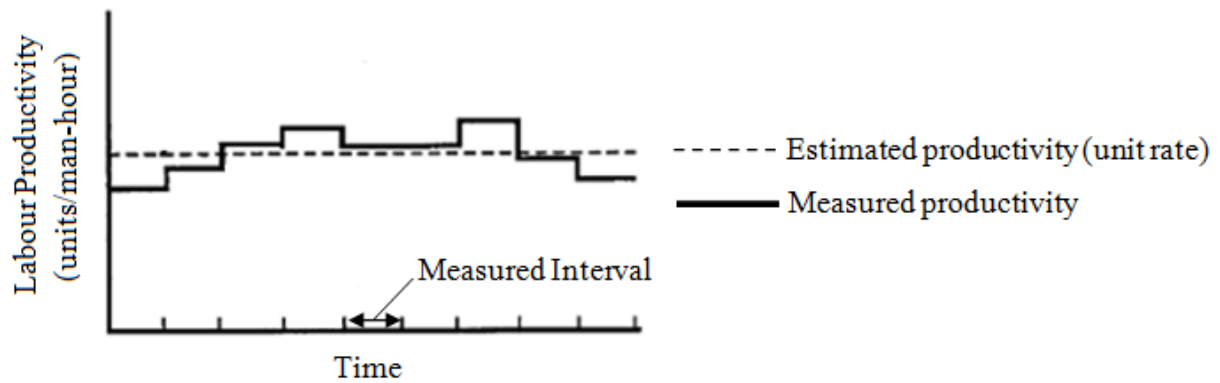 Labour Productivity
(units/man-hour)
Estimated productivity (unit rate)
Measured productivity
Measured Interval
Time